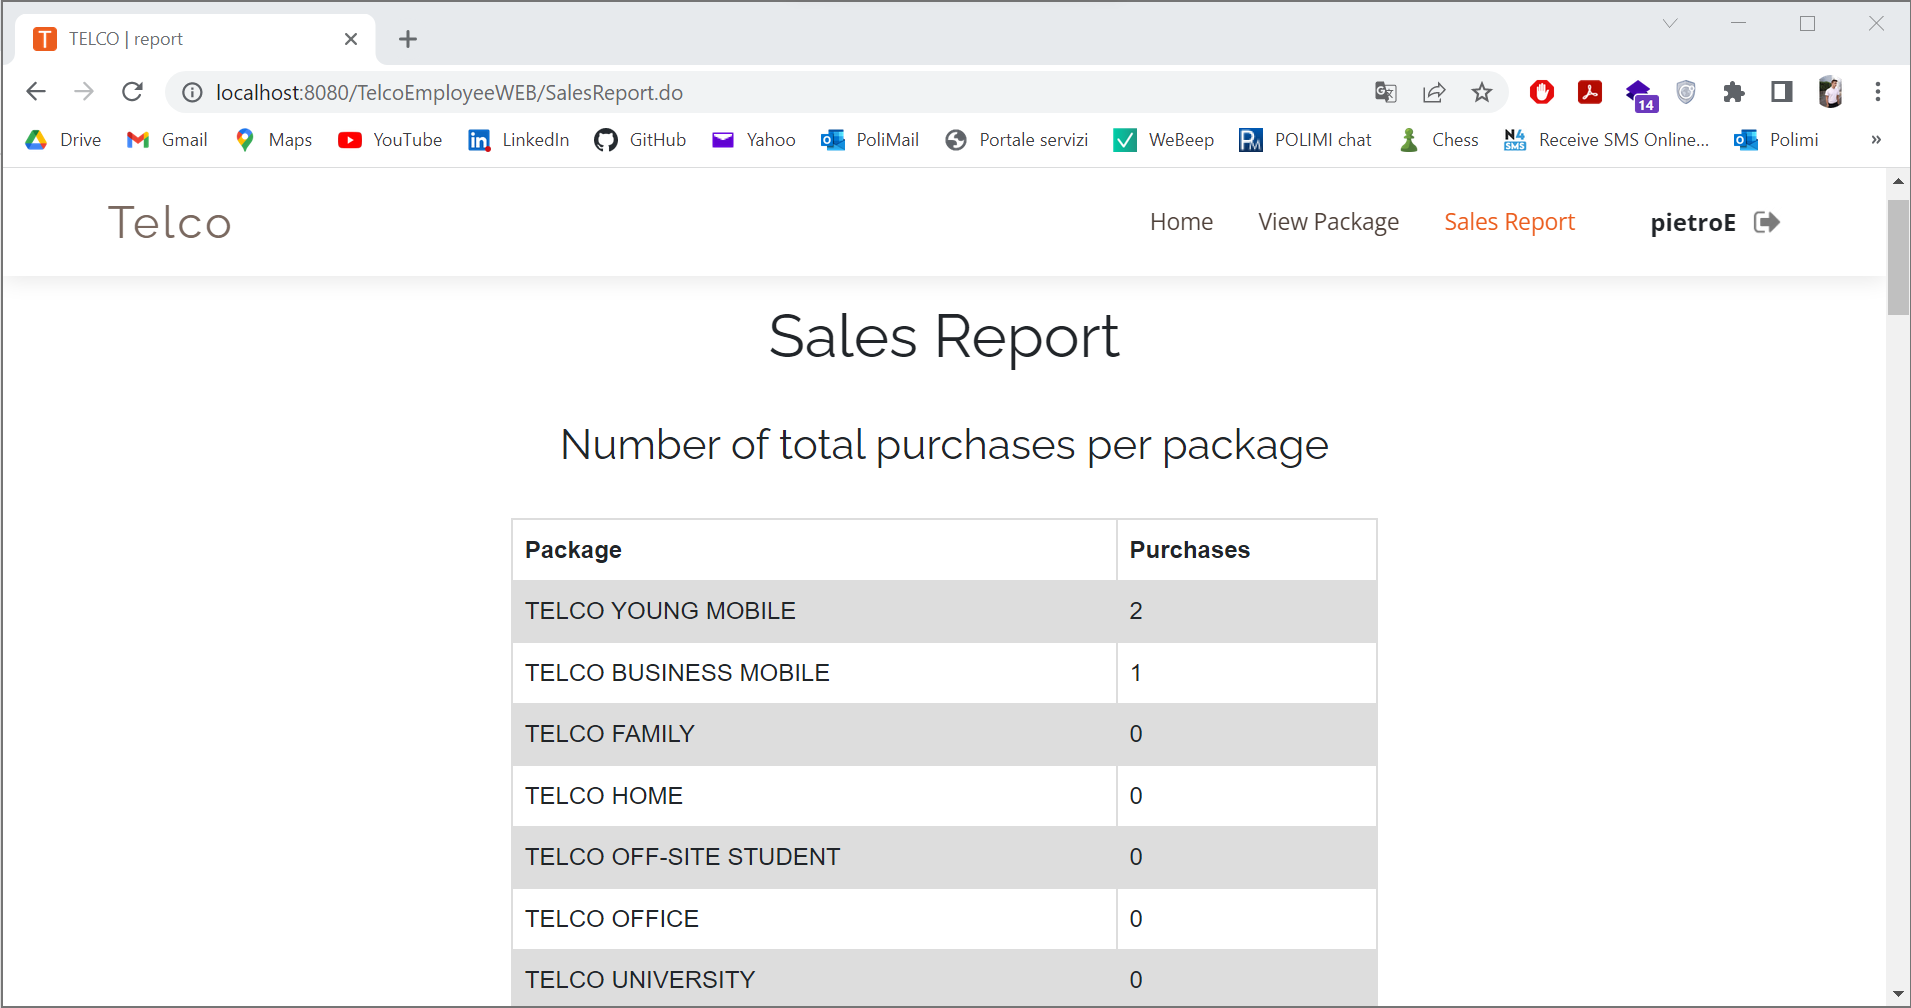 TELCO | report
localhost:8080/TelcoEmployeeWEB/SalesReport.do
14
Drive Gmail Maps YouTube LinkedIn GitHub Yahoo PoliMail Portale servizi WeBeep POLIMI chat Chess N4 SMS Receive SMS Online... Polimi »
Telco Home View Package Sales Report pietroE
Sales Report
Number of total purchases per package
Package Purchases
TELCO YOUNG MOBILE 2
TELCO BUSINESS MOBILE 1
TELCO FAMILY 0
TELCO HOME 0
TELCO OFF-SITE STUDENT 0
TELCO OFFICE 0
TELCO UNIVERSITY 0